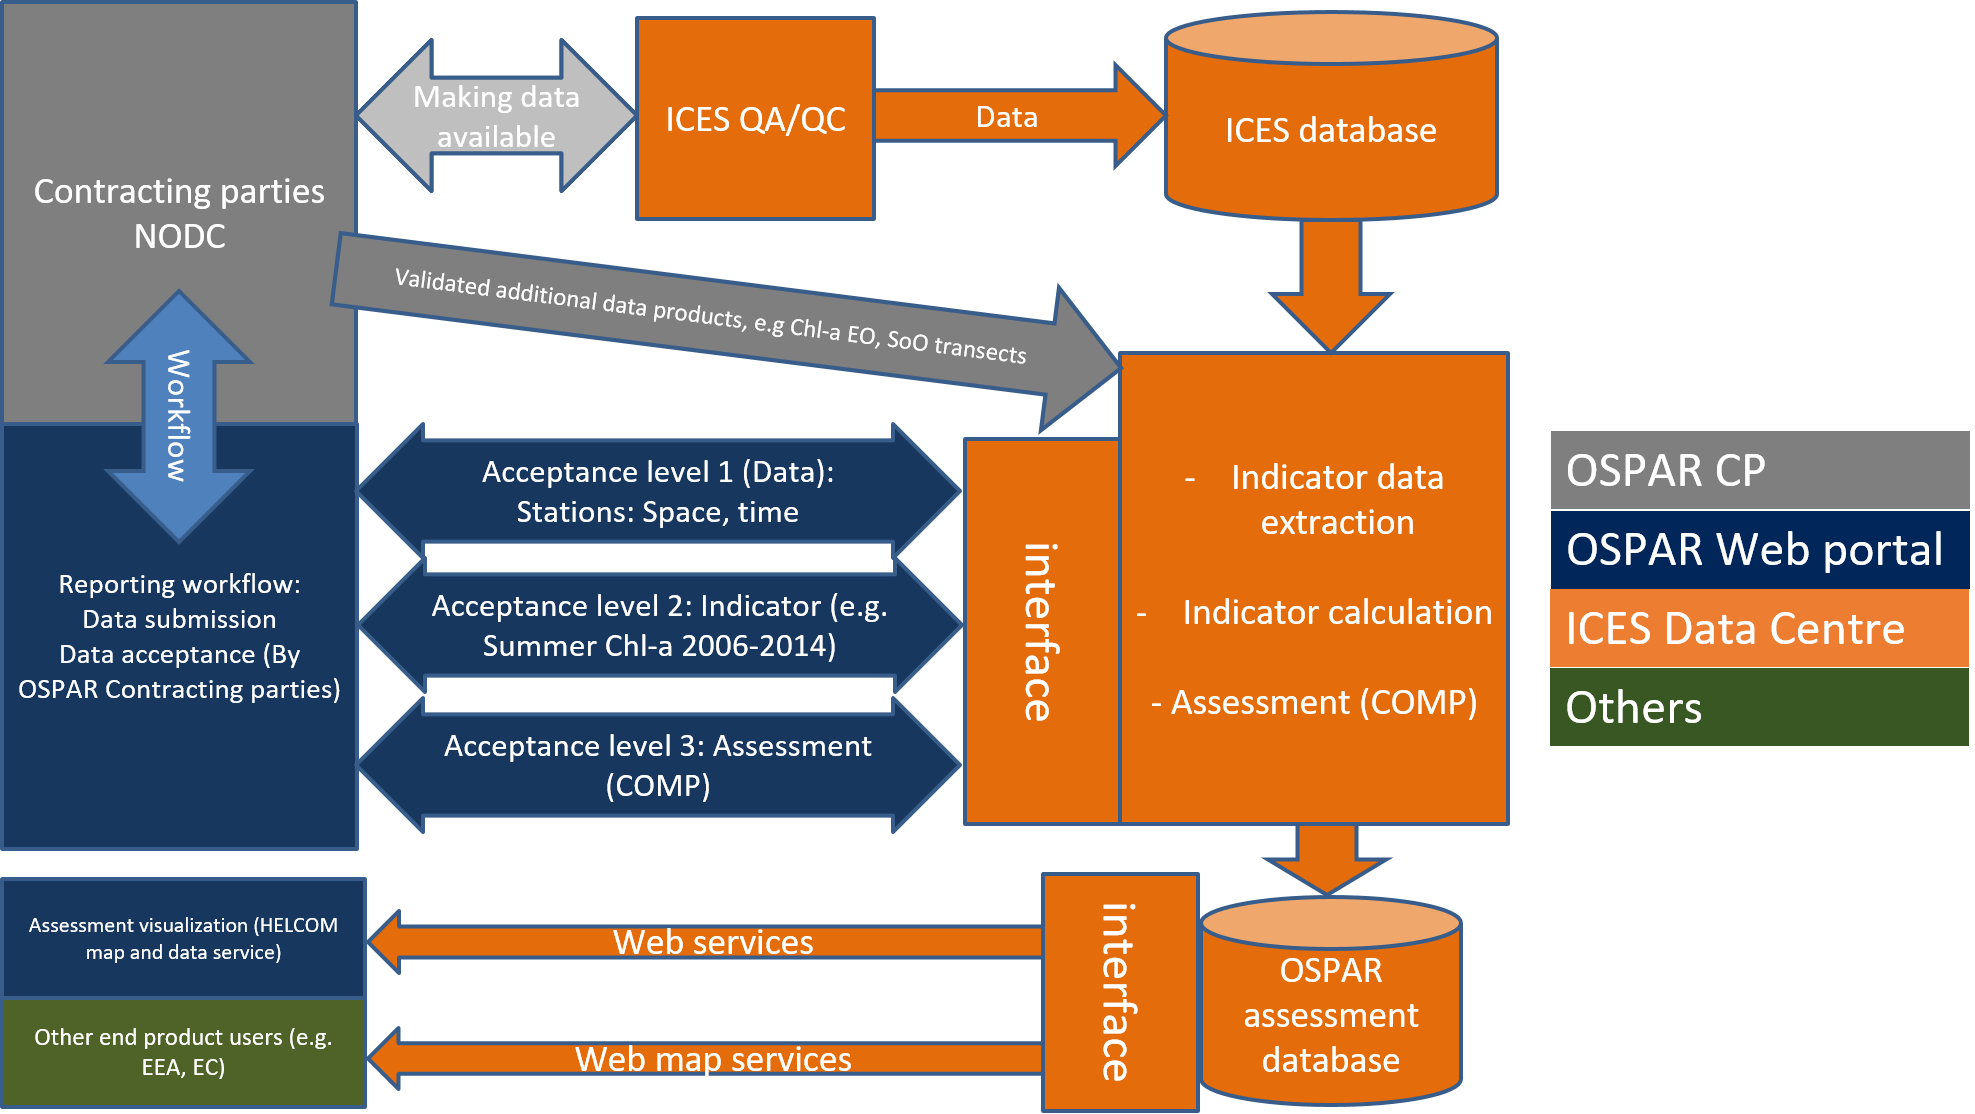 Contracting parties
NODC
Making data
available
ICES QA/QC
Data
ICES database
Validated additional data products, e.g Chl-a EO, SoO transects
Workflow
Reporting workflow:
Data submission
Data acceptance (By
OSPAR Contracting parties)
Acceptance level 1 (Data):
Stations: Space, time
Acceptance level 2: Indicator (e.g.
Summer Chl-a 2006-2014)
Acceptance level 3: Assessment
(COMP)
interface
- Indicator data
extraction
- Indicator calculation
- Assessment (COMP)
OSPAR CP
OSPAR Web portal
ICES Data Centre
Others
Assessment visualization (HELCOM
map and data service)
Other end product users (e.g.
EEA, EC)
Web services
Web map services
interface
OSPAR
assessment
database